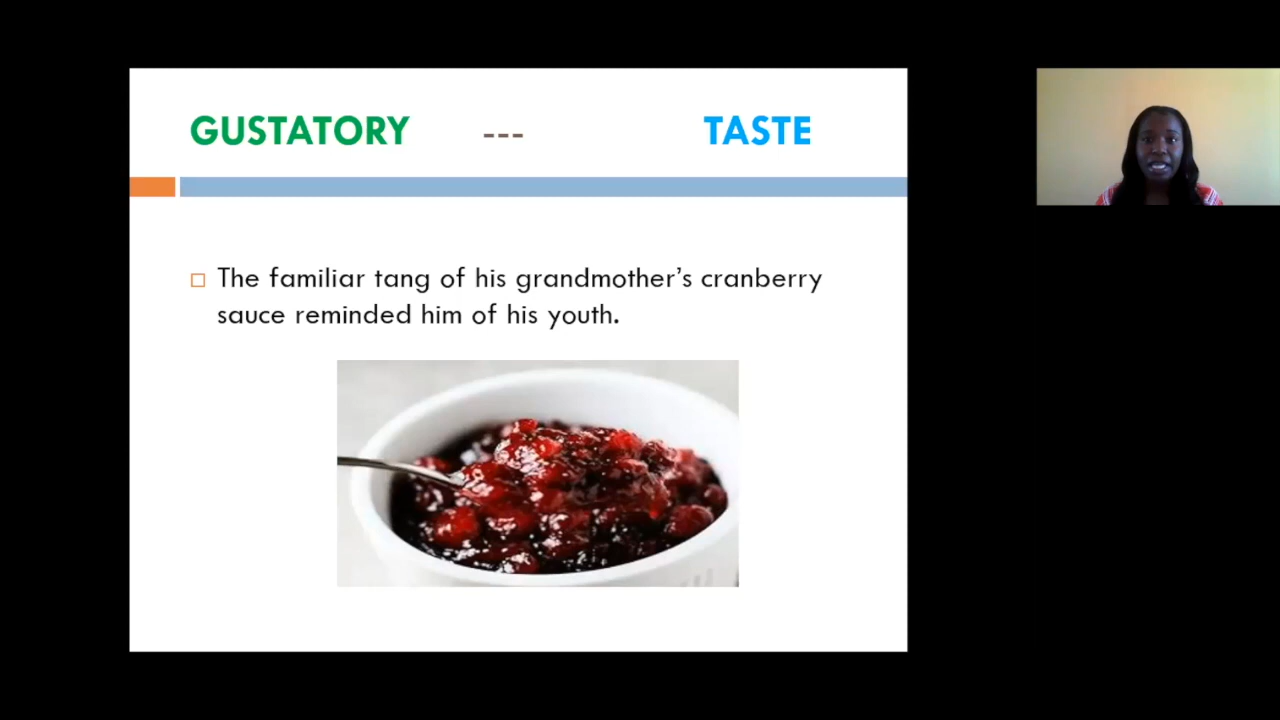 GUSTATORY --- TASTE
The familiar tang of his grandmother’s cranberry
sauce reminded him of his youth.